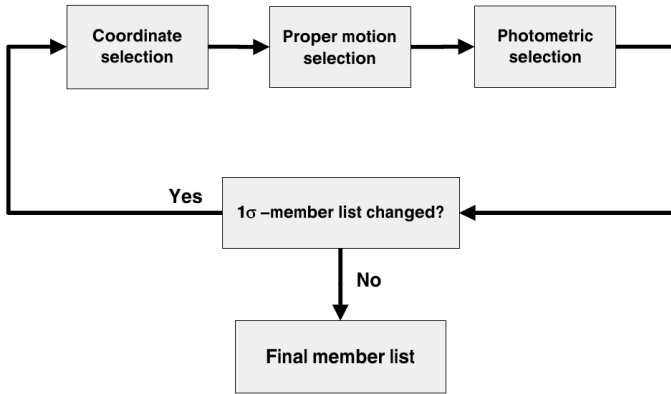 Coordinate
selection
Proper motion
selection
Photometric
selection
Yes
1σ –member list changed?
No
Final member list